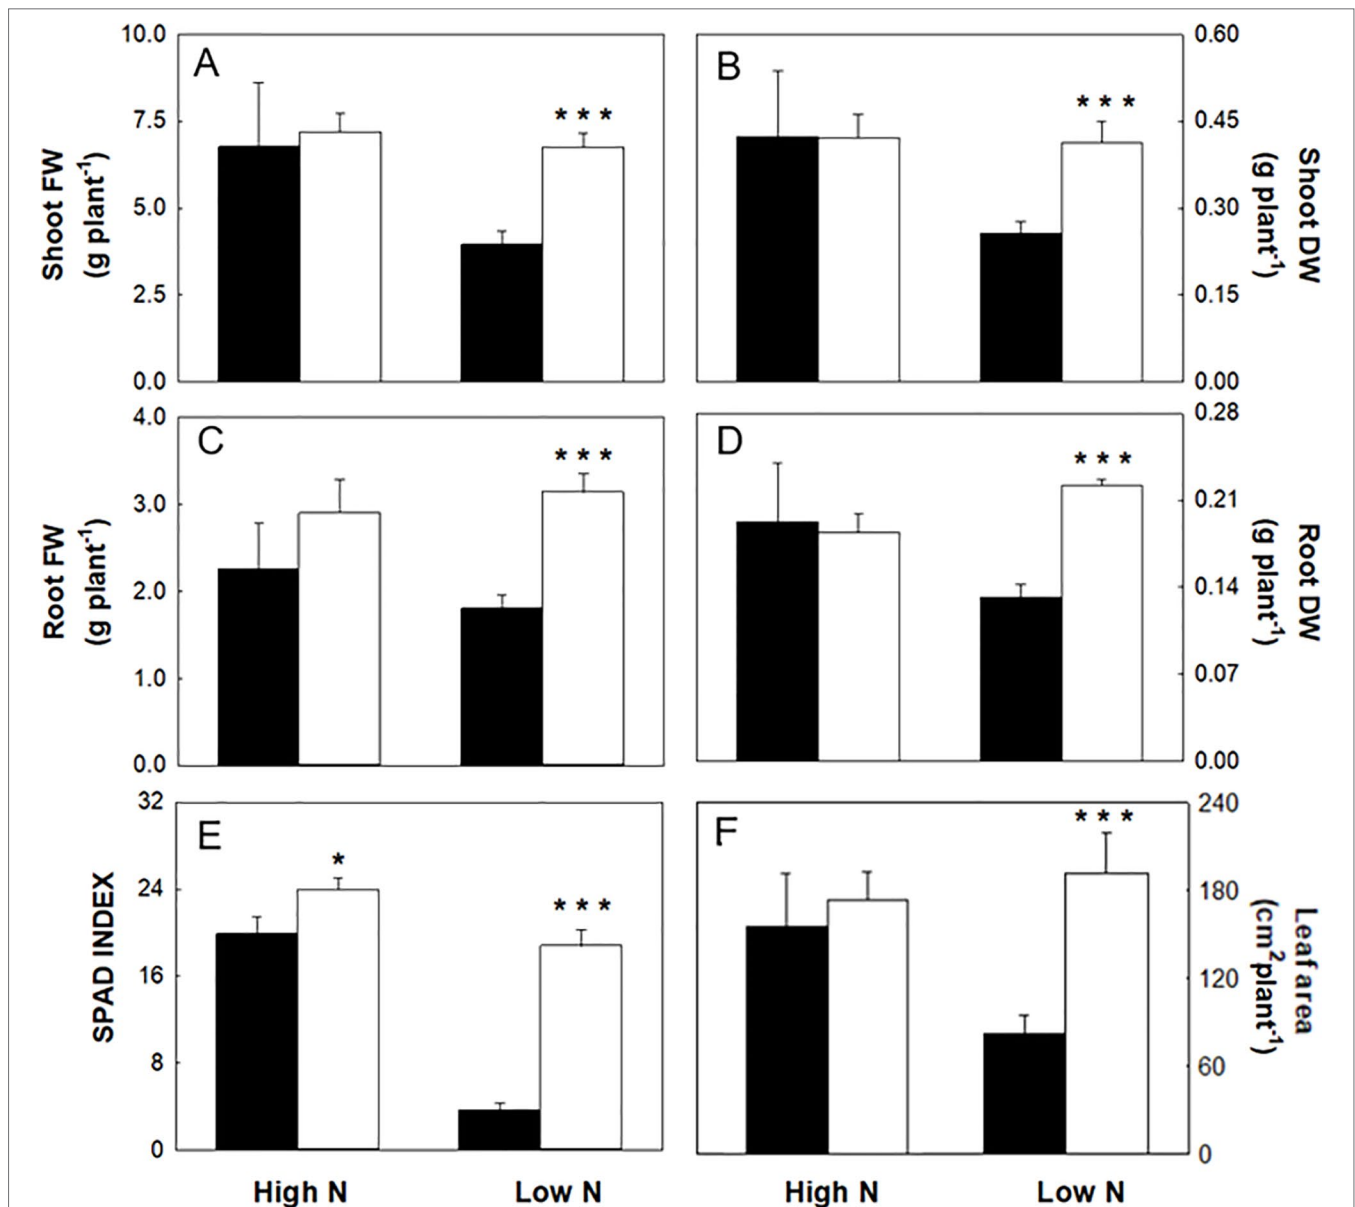 10.0
7.5
5.0
2.5
0.0
Shoot FW
(g plant-1)
A
* * *
B
* * *
0.60
0.45
0.30
0.15
0.00
Shoot DW
(g plant-1)
4.0
3.0
2.0
1.0
0.0
Root FW
(g plant-1)
C
* * *
D
* * *
0.28
0.21
0.14
0.07
0.00
Root DW
(g plant-1)
32
24
16
8
0
SPAD INDEX
E
*
* * *
F
* * *
240
180
120
60
0
Leaf area
(cm2plant-1)
High N
Low N
High N
Low N